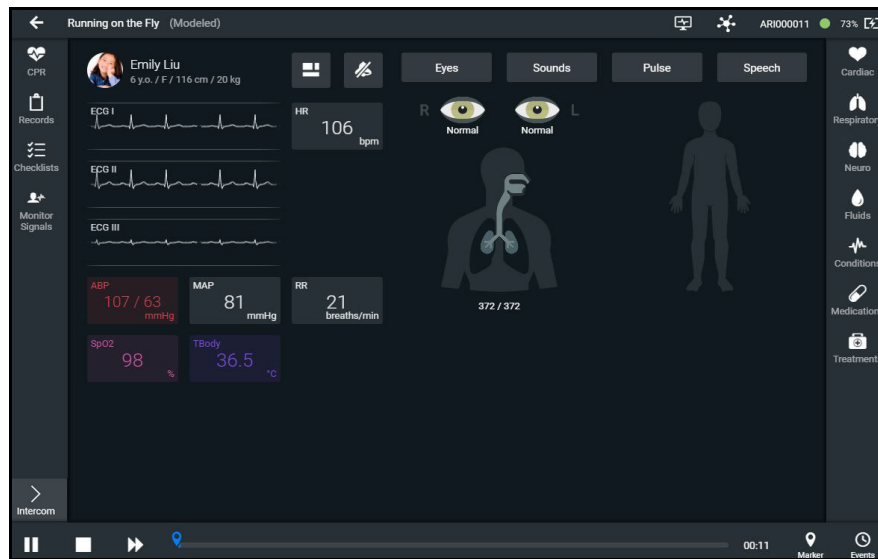 Running on the Fly (Modeled)
ARI000011
73%
CPR
Records
Checklists
Monitor
Signals
Intercom
Emily Liu
6 y.o. / F / 116 cm / 20 kg
ECG I
ECG II
ECG III
HR
106
bpm
ABP
107 / 63
mmHg
MAP
81
mmHg
RR
21
breaths/min
SpO2
98
%
TBody
36.5
°C
Eyes
Sounds
Pulse
Speech
R
L
Normal
Normal
372 / 372
Cardiac
Respirator
Neuro
Fluids
Conditions
Medication
Treatment
00:11
Marker
Events